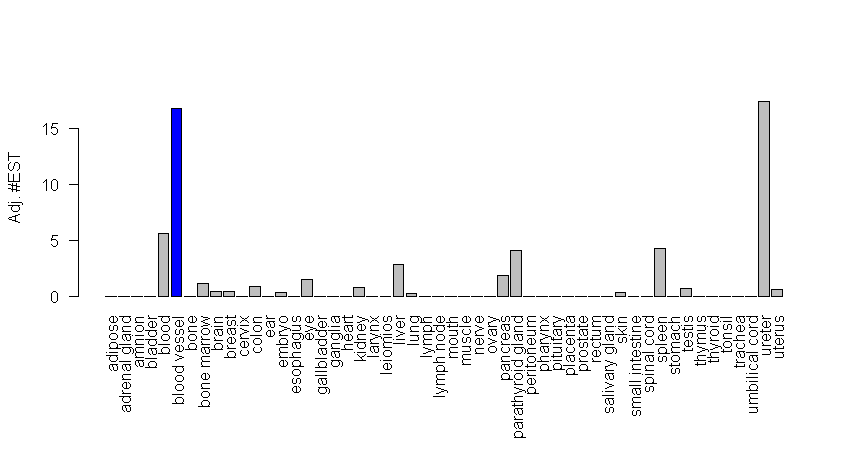 Adj. #EST
15
10
5
0
adipose
adrenal gland
amnion
bladder
blood
blood vessel
bone
bone marrow
brain
breast
cervix
colon
ear
embryo
esophagus
eye
gallbladder
ganglia
heart
kidney
larynx
leiomios
liver
lung
lymph
lymph node
mouth
muscle
nerve
ovary
pancreas
parathyroid gland
peritoneum
pharynx
pituitary
placenta
prostate
rectum
salivary gland
skin
small intestine
spinal cord
spleen
stomach
testis
thymus
thyroid
tonsil
trachea
umbilical cord
ureter
uterus